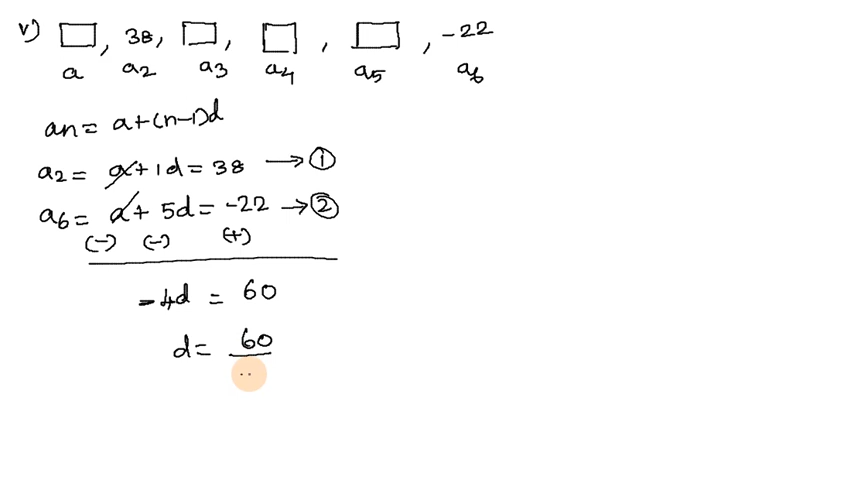 v) □, 38, □, □, □, -22
a a2 a3 a4 a5 a6
an = a+(n-1)d
a2 = a+1d = 38 → ①
a6 = a+ 5d = -22 → ②
(-) (-) (+)
-4d = 60
d = 60